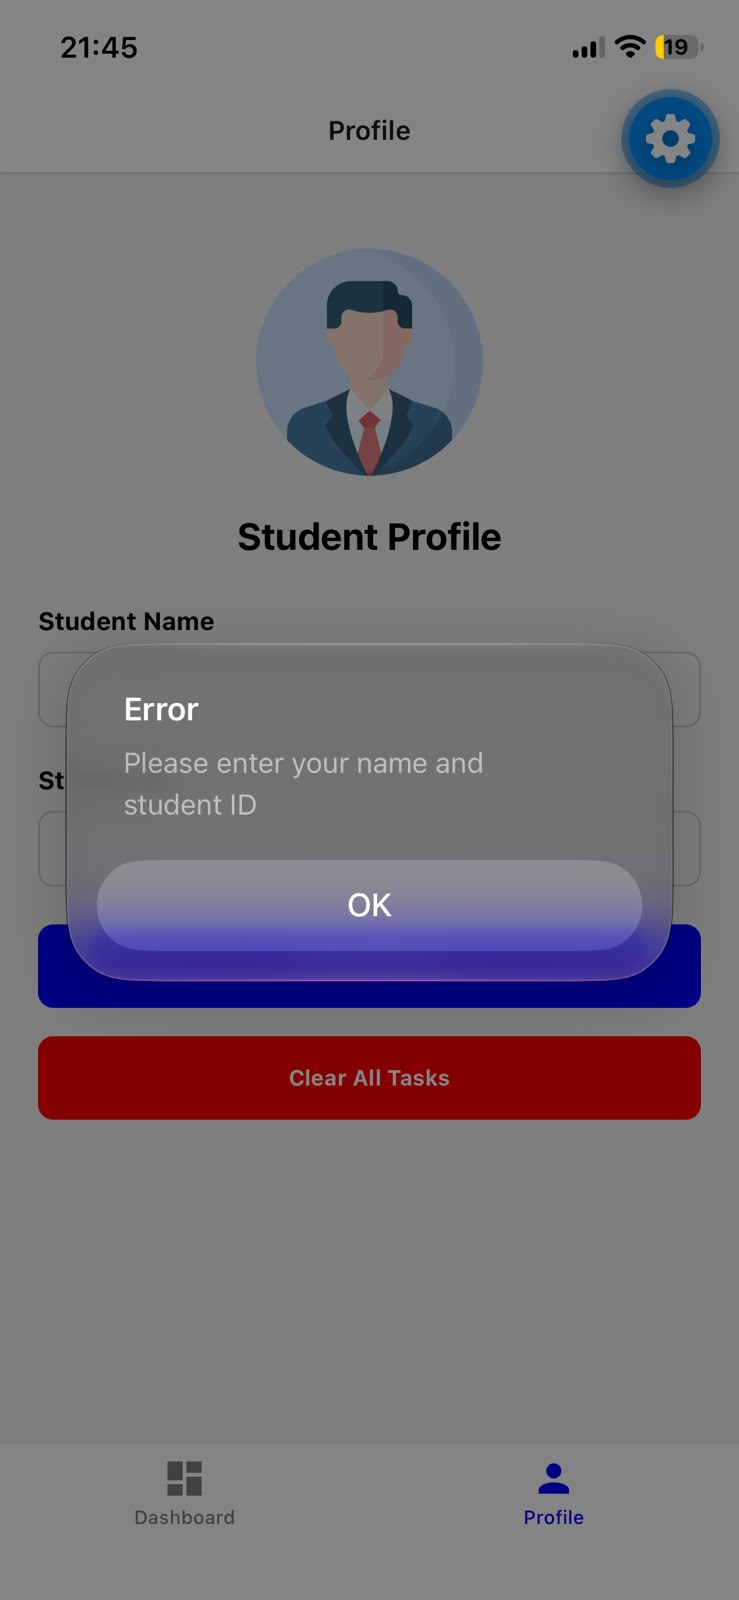 21:45
19
Profile
Student Profile
Student Name
Error
Please enter your name and
student ID
St
OK
Clear All Tasks
Dashboard
Profile